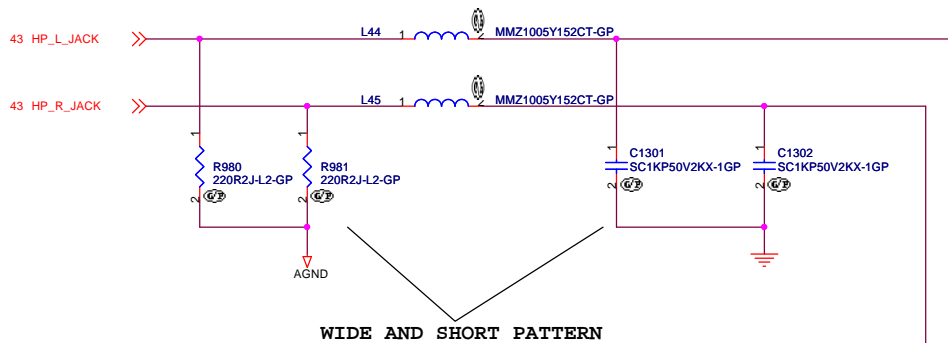 L44 1 2 MMZ1005Y152CT-GP
43 HP_L_JACK
L45 1 2 MMZ1005Y152CT-GP
43 HP_R_JACK
1 1 1 1
R980 R981 C1301 C1302
220R2J-L2-GP 220R2J-L2-GP SC1KP50V2KX-1GP SC1KP50V2KX-1GP
2 G/P 2 G/P 2 G/P 2 G/P
AGND
WIDE AND SHORT PATTERN